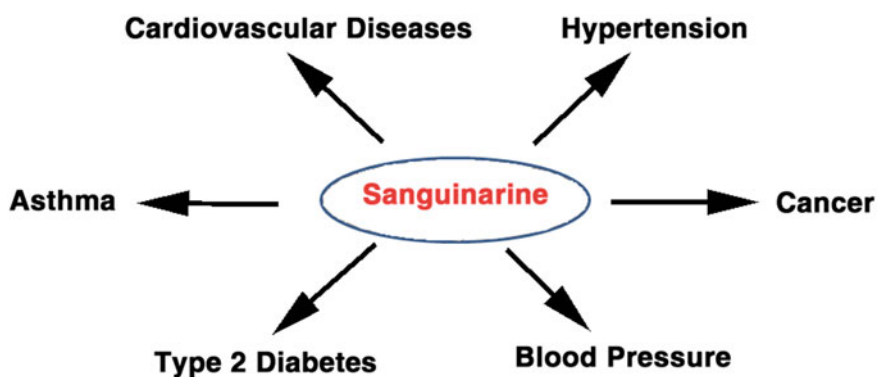 Cardiovascular Diseases
Hypertension
Asthma
Sanguinarine
Cancer
Type 2 Diabetes
Blood Pressure